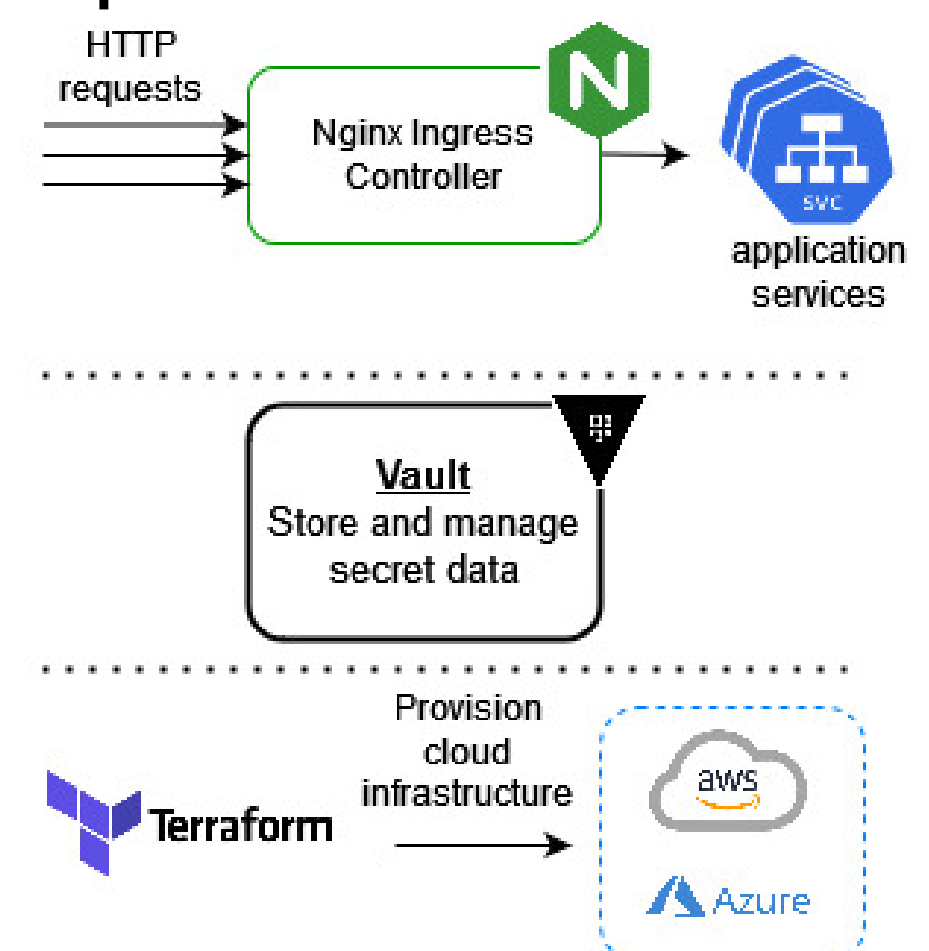 HTTP
requests
Nginx Ingress
Controller
N
svc
application
services
Vault
Store and manage
secret data
Provision
cloud
infrastructure
Terraform
aws
Azure